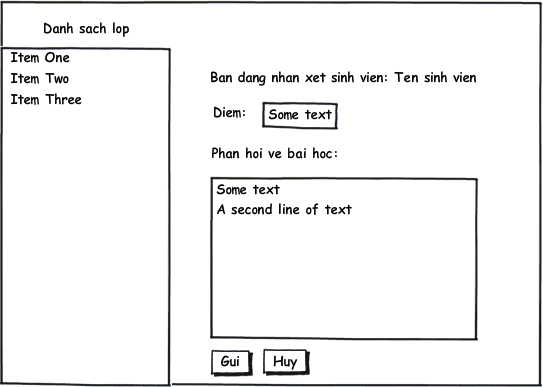 Danh sach lop
Item One
Item Two
Item Three
Ban dang nhan xet sinh vien: Ten sinh vien
Diem: Some text
Phan hoi ve bai hoc:
Some text
A second line of text
Gui Huy